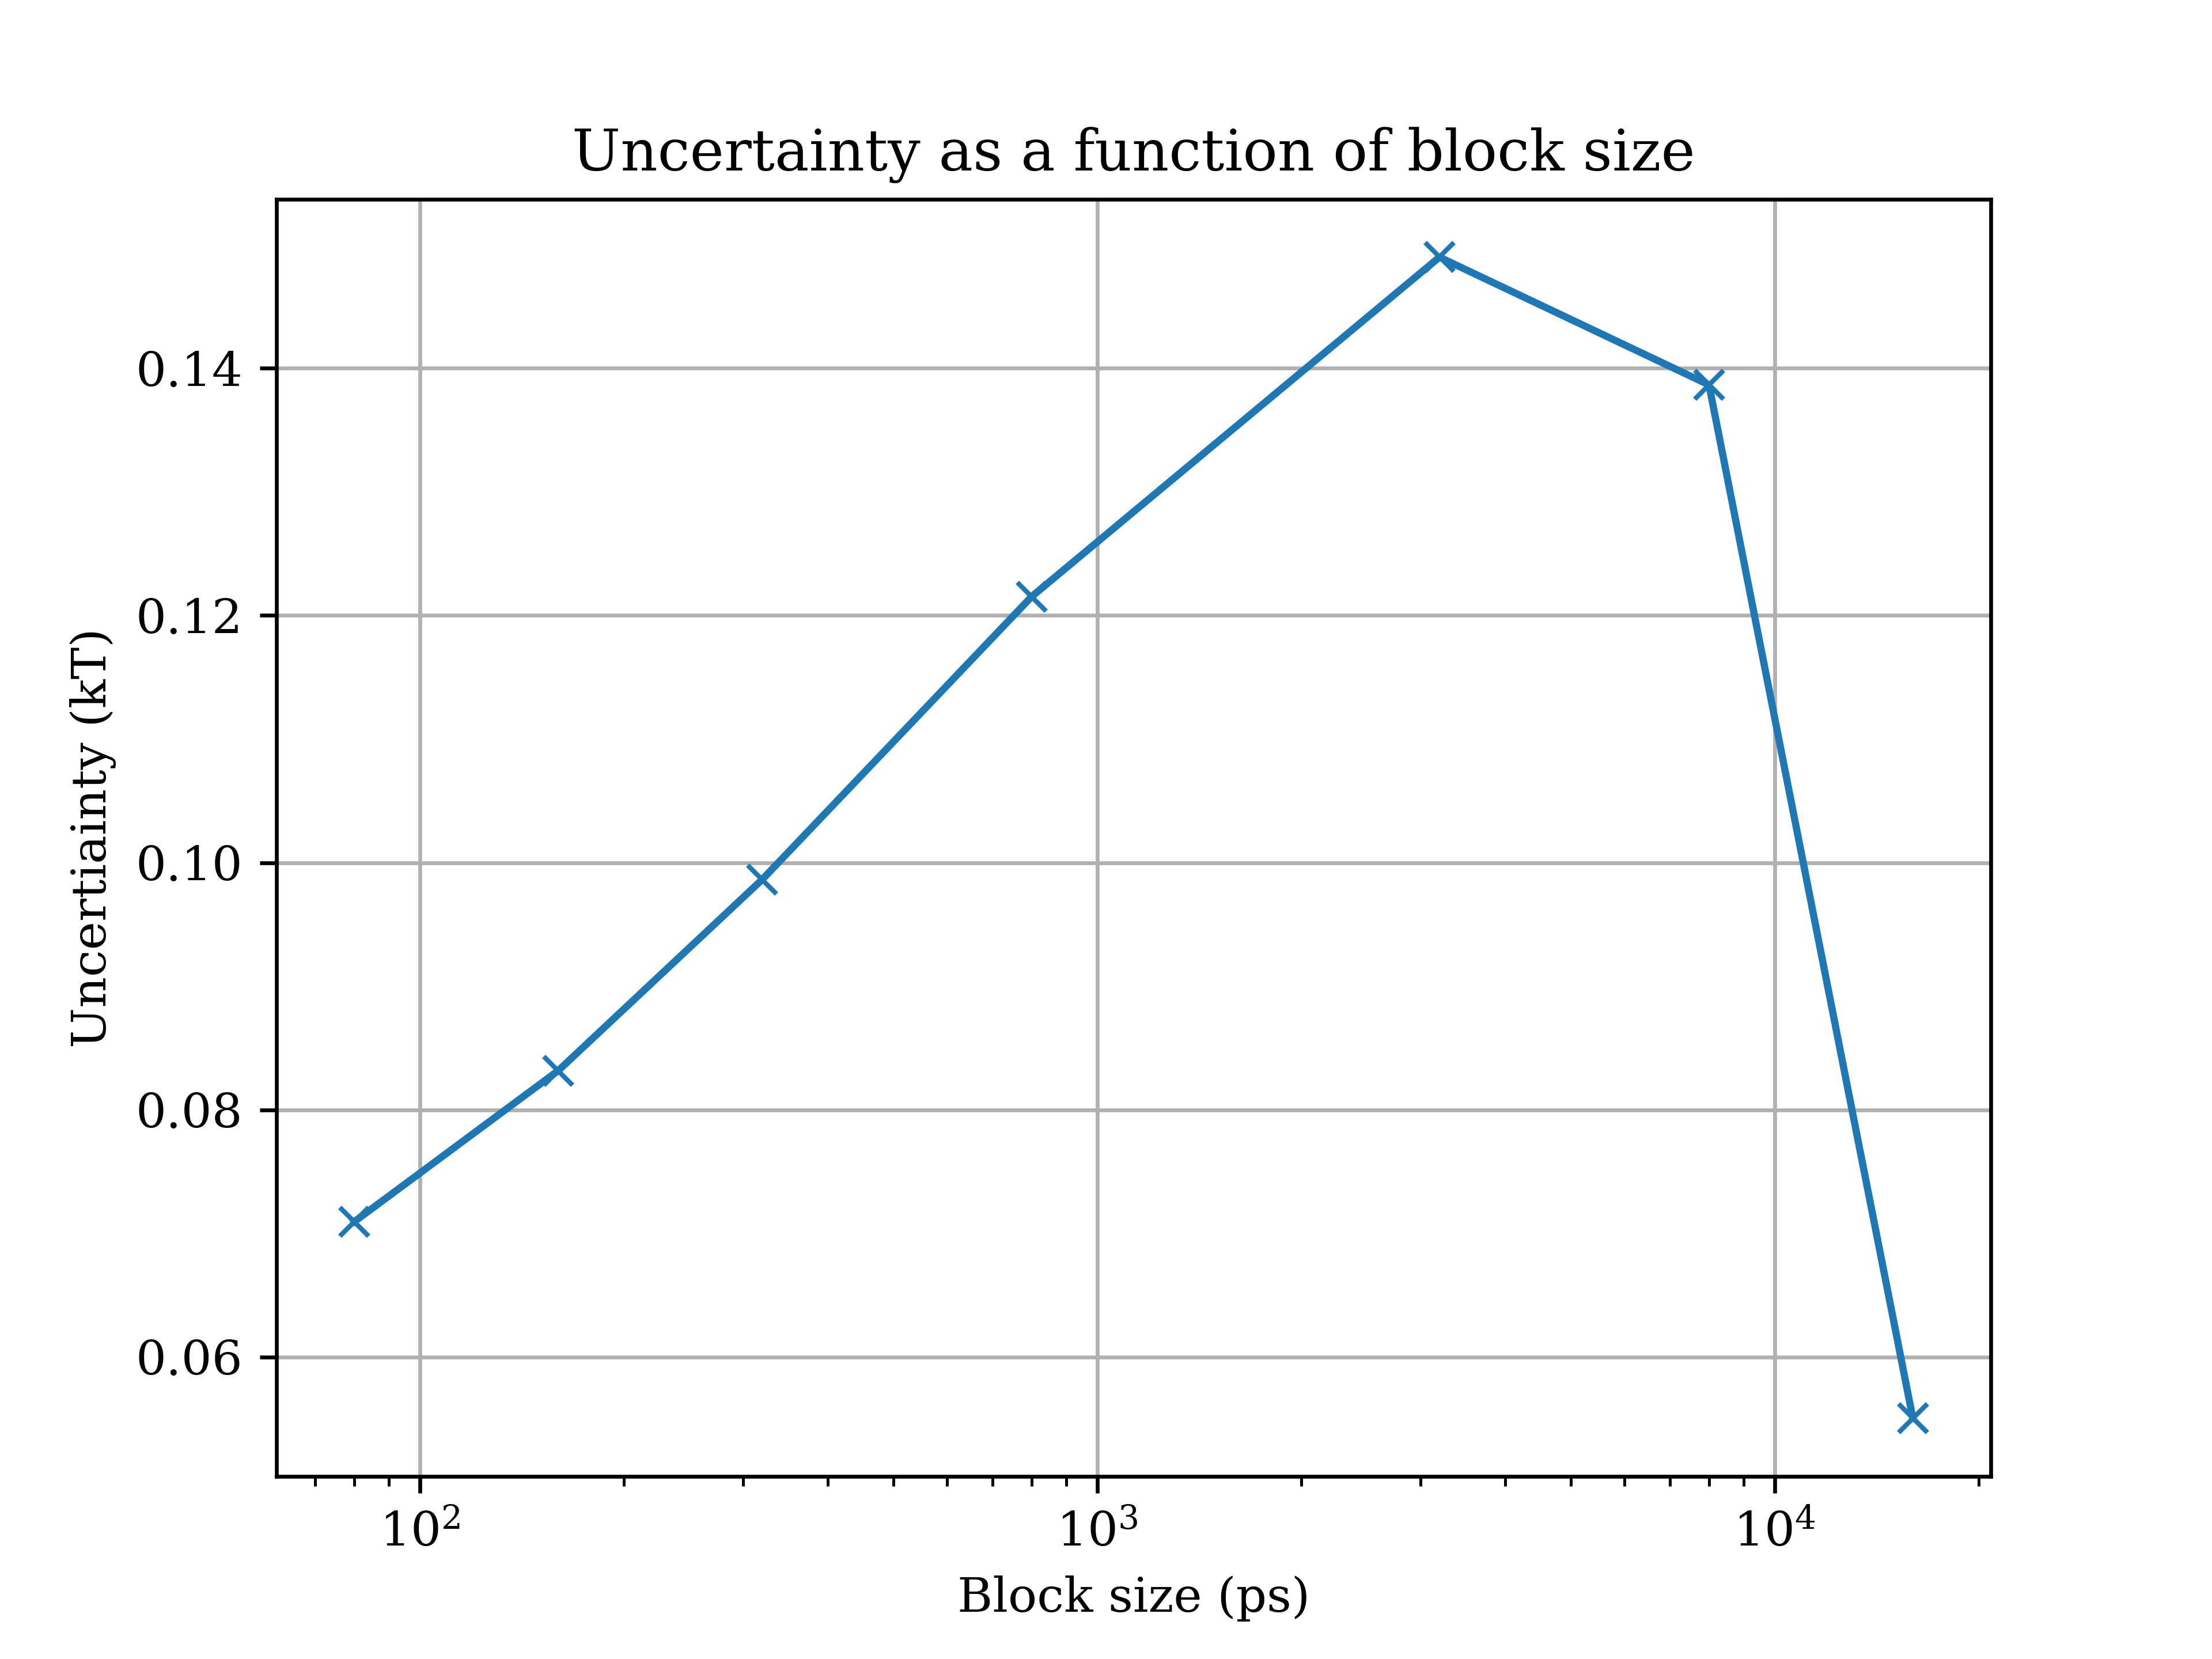 Uncertainty as a function of block size
0.14
0.12
0.10
0.08
0.06
Uncertiainty (kT)
10²
10³
10⁴
Block size (ps)